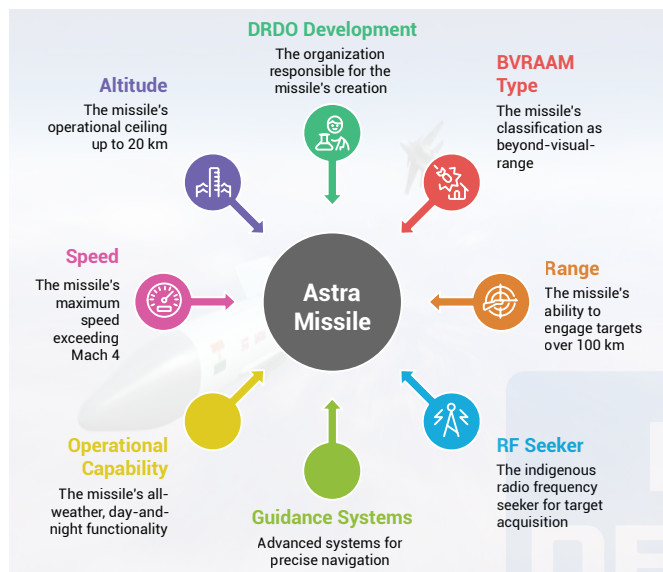 DRDO Development
The organization
responsible for the
missile's creation
Altitude
The missile's
operational ceiling
up to 20 km
BVRAAM
Type
The missile's
classification as
beyond-visual-
range
Speed
The missile's
maximum
speed
exceeding
Mach 4
Astra
Missile
Range
The missile's
ability to
engage targets
over 100 km
Operational
Capability
The missile's all-
weather, day-and-
night functionality
Guidance Systems
Advanced systems for
precise navigation
RF Seeker
The indigenous
radio frequency
seeker for target
acquisition